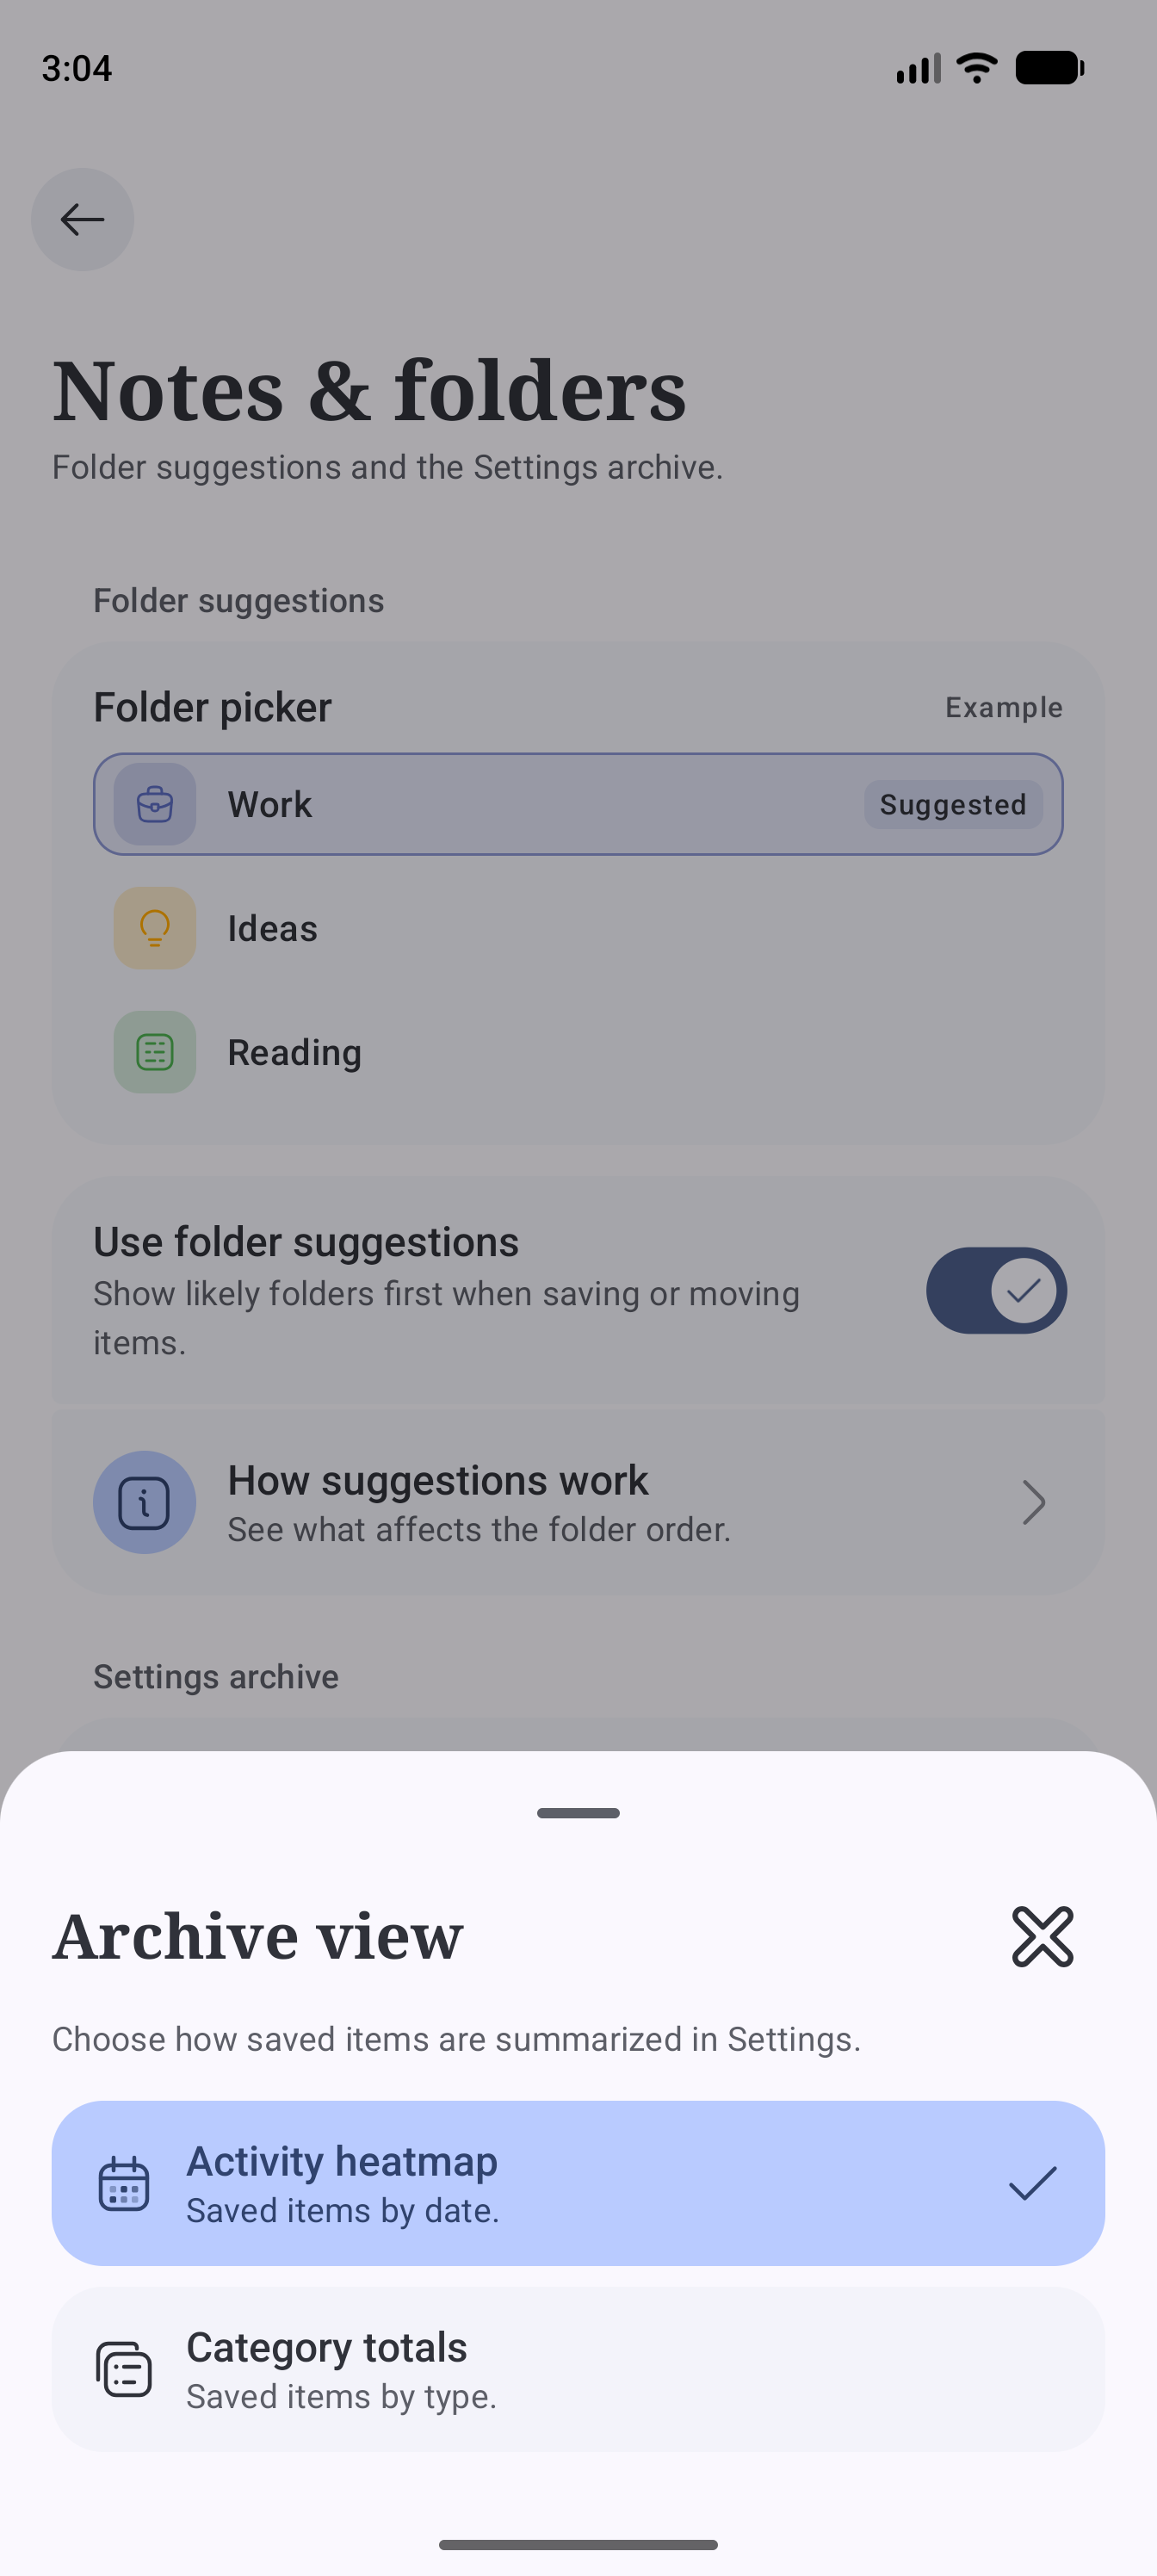 3:04
Notes & folders
Folder suggestions and the Settings archive.
Folder suggestions
Folder picker
Example
Work
Suggested
Ideas
Reading
Use folder suggestions
Show likely folders first when saving or moving
items.
How suggestions work
See what affects the folder order.
Settings archive
Archive view
Choose how saved items are summarized in Settings.
Activity heatmap
Saved items by date.
Category totals
Saved items by type.